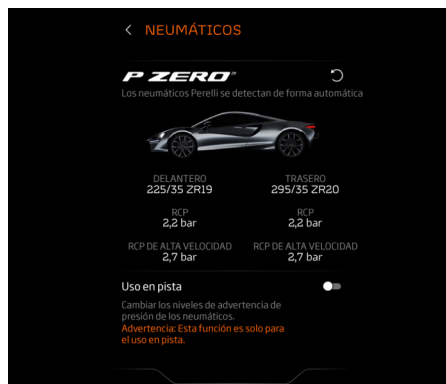 < NEUMÁTICOS
P ZERO™
Los neumáticos Perelli se detectan de forma automática
DELANTERO
225/35 ZR19
TRASERO
295/35 ZR20
RCP
2,2 bar
RCP
2,2 bar
RCP DE ALTA VELOCIDAD
2,7 bar
RCP DE ALTA VELOCIDAD
2,7 bar
Uso en pista
Cambiar los niveles de advertencia de
presión de los neumáticos.
Advertencia: Esta función es solo para
el uso en pista.